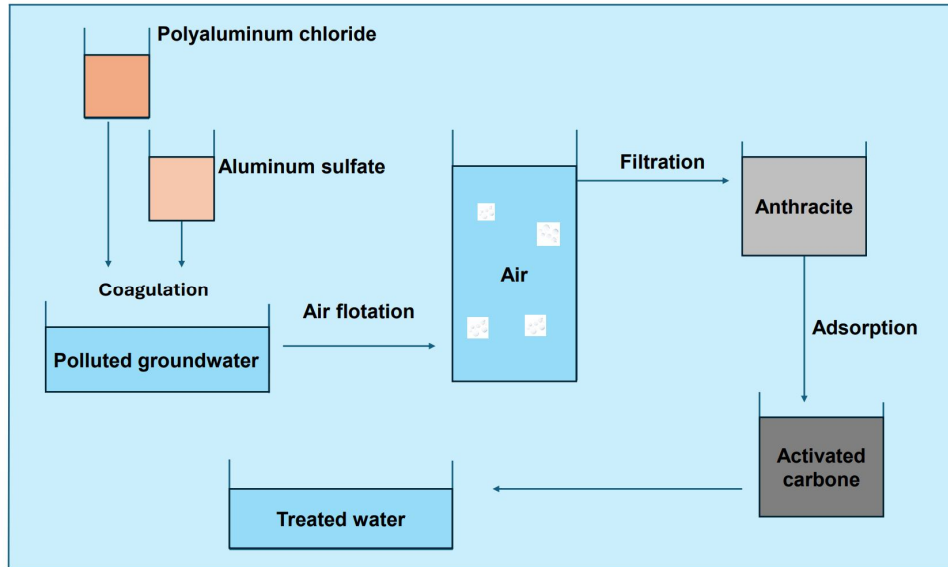 Polyaluminum chloride
Aluminum sulfate
Coagulation
Polluted groundwater
Air flotation
Air
Filtration
Anthracite
Adsorption
Activated
carbone
Treated water